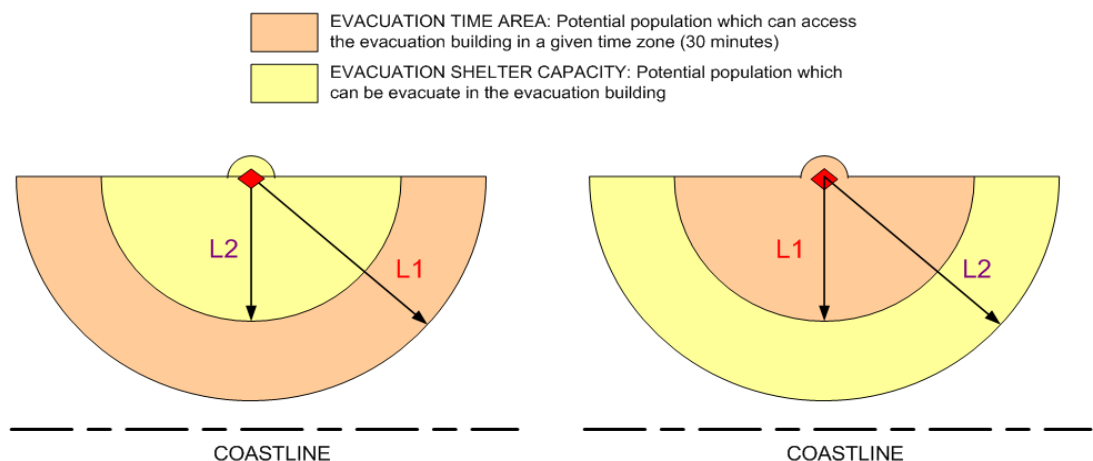 EVACUATION TIME AREA: Potential population which can access
the evacuation building in a given time zone (30 minutes)
EVACUATION SHELTER CAPACITY: Potential population which
can be evacuate in the evacuation building
L2
L1
L1
L2
COASTLINE
COASTLINE